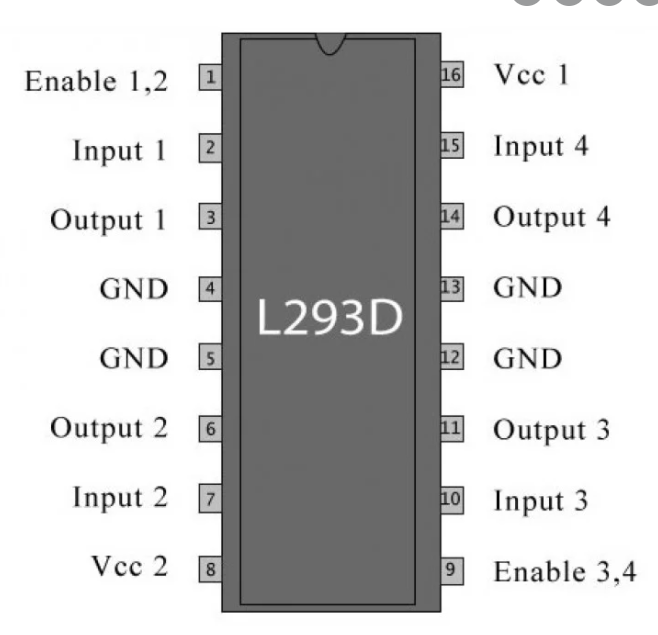 Enable 1,2 1 16 Vcc 1
Input 1 2 15 Input 4
Output 1 3 14 Output 4
GND 4 13 GND
L293D
GND 5 12 GND
Output 2 6 11 Output 3
Input 2 7 10 Input 3
Vcc 2 8 9 Enable 3,4